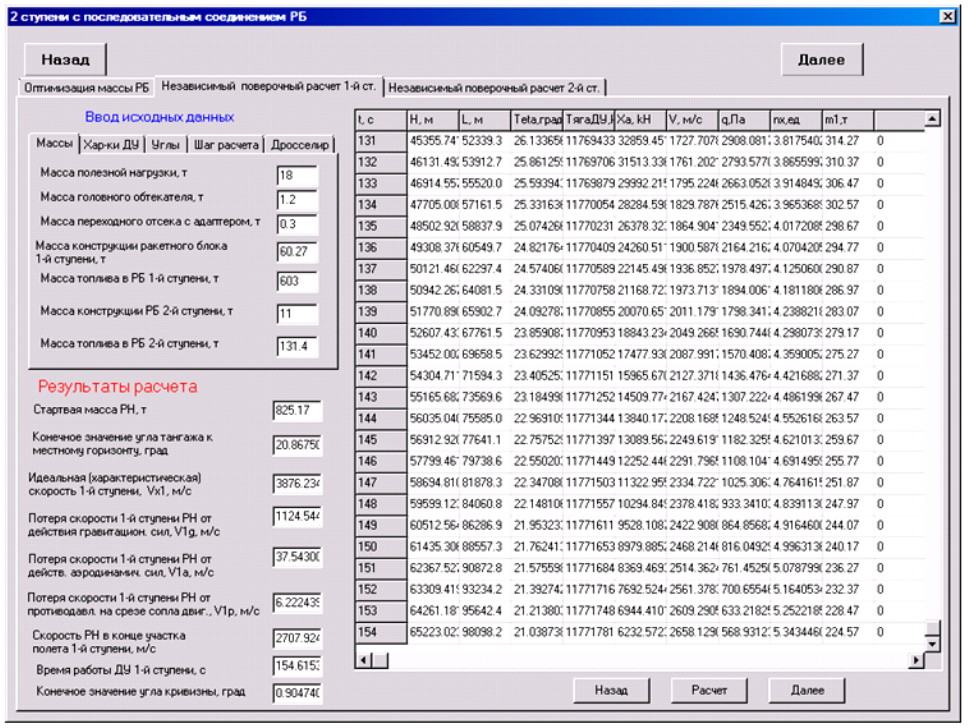 2 ступени с последовательным соединением РБ
Назад
Далее
Оптимизация массы РБ
Независимый поверочный расчет 1-й ст.
Независимый поверочный расчет 2-й ст.
Ввод исходных данных
Массы
Хар-ки ДУ
Углы
Шаг расчета
Дросселир
Масса полезной нагрузки, т
18
Масса головного обтекателя, т
1.2
Масса переходного отсека с адаптером, т
0.3
Масса конструкции ракетного блока
1-й ступени, т
60.27
Масса топлива в РБ 1-й ступени, т
603
Масса конструкции РБ 2-й ступени, т
11
Масса топлива в РБ 2-й ступени, т
131.4
Результаты расчета
Стартвая масса РН, т
825.17
Конечное значение угла тангажа к
местному горизонту, град
20.8675
Идеальная (характеристическая)
скорость 1-й ступени, Vx1, м/с
3876.234
Потеря скорости 1-й ступени РН от
действия гравитацион. сил, V1g, м/с
1124.544
Потеря скорости 1-й ступени РН от
действ. аэродинамич. сил, V1a, м/с
37.5430
Потеря скорости 1-й ступени РН от
противодавл. на срезе сопла двиг., V1p, м/с
6.222439
Скорость РН в конце участка
полета 1-й ступени, м/с
2707.924
Время работы ДУ 1-й ступени, с
154.6153
Конечное значение угла кривизны, град
0.90474
t, c H, м L, м Teta,град ТягаДУ, Xa, kH V, м/с q,Па nx,ед m1,т
131 45355.74 52339.3 26.13365 11769433 32859.45 1727.707 2908.081 3.817540 314.27 0
132 46131.49 53912.7 25.86125 11769706 31513.33 1761.202 2793.577 3.865599 310.37 0
133 46914.55 55520.0 25.59394 11769879 29992.21 1795.224 2663.052 3.914849 306.47 0
134 47705.00 57161.5 25.33163 11770054 28284.59 1829.787 2515.426 3.965368 302.57 0
135 48502.92 58837.9 25.07426 11770231 26378.32 1864.904 2349.552 4.017208 298.67 0
136 49308.37 60549.7 24.82176 11770409 24260.51 1900.587 2164.216 4.070420 294.77 0
137 50121.46 62297.4 24.57406 11770589 22145.49 1936.852 1978.497 4.125060 290.87 0
138 50942.26 64081.5 24.33109 11770758 21168.72 1973.713 1894.006 4.181180 286.97 0
139 51770.89 65902.7 24.09278 11770855 20070.65 2011.179 1798.341 4.238821 283.07 0
140 52607.43 67761.5 23.85908 11770953 18843.23 2049.266 1690.744 4.298073 279.17 0
141 53452.00 69658.5 23.62992 11771052 17477.93 2087.991 1570.408 4.359005 275.27 0
142 54304.71 71594.3 23.40525 11771151 15965.67 2127.371 1436.476 4.421688 271.37 0
143 55165.68 73569.6 23.18499 11771252 14509.77 2167.424 1307.222 4.486199 267.47 0
144 56035.04 75585.0 22.96910 11771344 13840.17 2208.168 1248.524 4.552616 263.57 0
145 56912.92 77641.1 22.75752 11771397 13089.56 2249.619 1182.325 4.621013 259.67 0
146 57799.46 79738.6 22.55020 11771449 12252.44 2291.796 1108.104 4.691495 255.77 0
147 58694.81 81878.3 22.34708 11771503 11322.95 2334.722 1025.306 4.764161 251.87 0
148 59599.12 84060.8 22.14810 11771557 10294.84 2378.418 933.3410 4.839113 247.97 0
149 60512.56 86286.9 21.95323 11771611 9528.108 2422.908 864.8568 4.916460 244.07 0
150 61435.30 88557.3 21.76241 11771653 8979.885 2468.214 816.0492 4.996313 240.17 0
151 62367.52 90872.8 21.57559 11771684 8369.469 2514.362 761.4525 5.078799 236.27 0
152 63309.41 93234.2 21.39274 11771716 7692.524 2561.378 700.6554 5.164053 232.37 0
153 64261.18 95642.4 21.21380 11771748 6944.410 2609.290 633.2182 5.252218 228.47 0
154 65223.02 98098.2 21.03873 11771781 6232.572 2658.129 568.9312 5.343446 224.57 0
Назад
Расчет
Далее